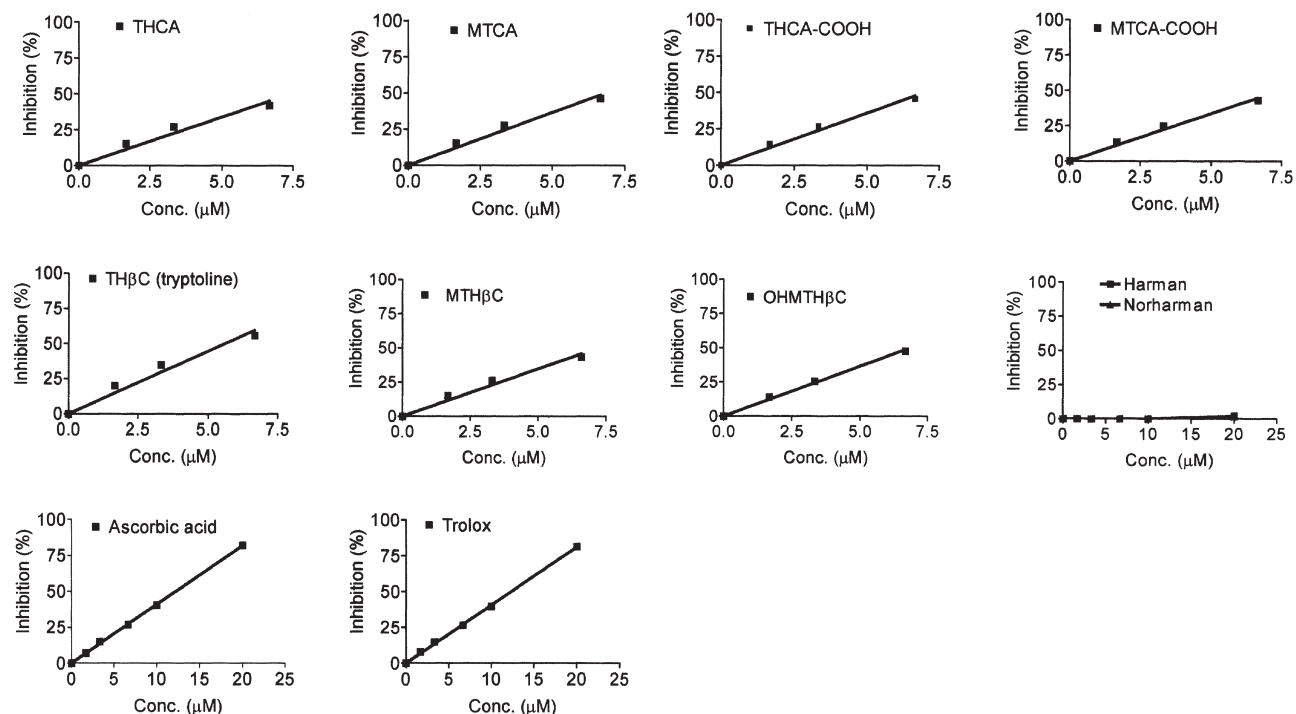 THCA
Inhibition (%)
100
75
50
25
0
0.0 2.5 5.0 7.5
Conc. (μM)
MTCA
Inhibition (%)
100
75
50
25
0
0.0 2.5 5.0 7.5
Conc. (μM)
THCA-COOH
Inhibition (%)
100
75
50
25
0
0.0 2.5 5.0 7.5
Conc. (μM)
MTCA-COOH
Inhibition (%)
100
75
50
25
0
0.0 2.5 5.0 7.5
Conc. (μM)
THβC (tryptoline)
Inhibition (%)
100
75
50
25
0
0.0 2.5 5.0 7.5
Conc. (μM)
MTHβC
Inhibition (%)
100
75
50
25
0
0.0 2.5 5.0 7.5
Conc. (μM)
OHMTHβC
Inhibition (%)
100
75
50
25
0
0.0 2.5 5.0 7.5
Conc. (μM)
Harman
Norharman
Inhibition (%)
100
75
50
25
0
0 5 10 15 20 25
Conc. (μM)
Ascorbic acid
Inhibition (%)
100
75
50
25
0
0 5 10 15 20 25
Conc. (μM)
Trolox
Inhibition (%)
100
75
50
25
0
0 5 10 15 20 25
Conc. (μM)